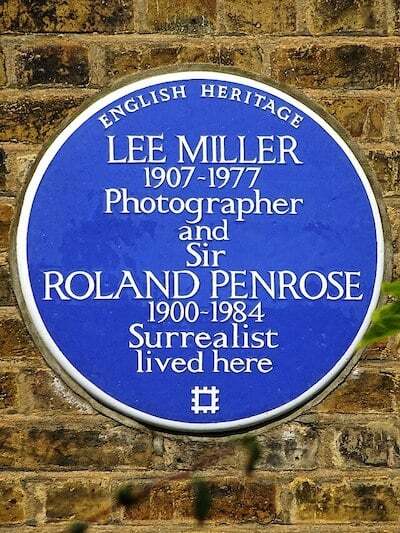 ENGLISH HERITAGE
LEE MILLER
1907-1977
Photographer
and
Sir
ROLAND PENROSE
1900-1984
Surrealist
lived here